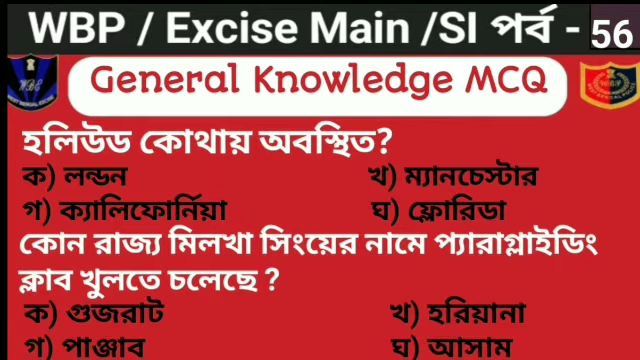 WBP / Excise Main /SI পর্ব - 56
General Knowledge MCQ
হলিউড কোথায় অবস্থিত?
ক) লন্ডন খ) ম্যানচেস্টার
গ) ক্যালিফোর্নিয়া ঘ) ফ্লোরিডা
কোন রাজ্য মিলখা সিংয়ের নামে প্যারাগ্লাইডিং
ক্লাব খুলতে চলেছে ?
ক) গুজরাট খ) হরিয়ানা
গ) পাঞ্জাব ঘ) আসাম